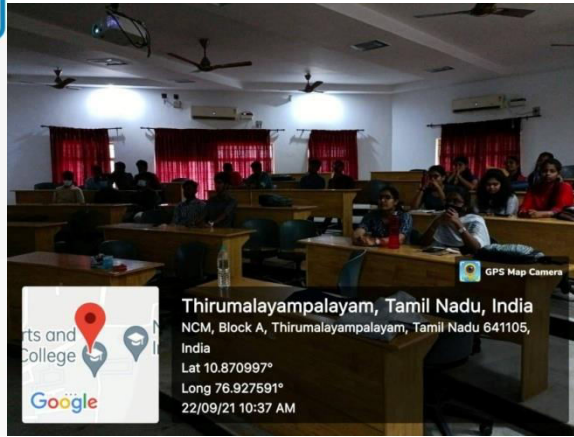 GPS Map Camera
Thirumalayampalayam, Tamil Nadu, India
NCM, Block A, Thirumalayampalayam, Tamil Nadu 641105,
India
Lat 10.870997°
Long 76.927591°
22/09/21 10:37 AM
rts and
College
Google